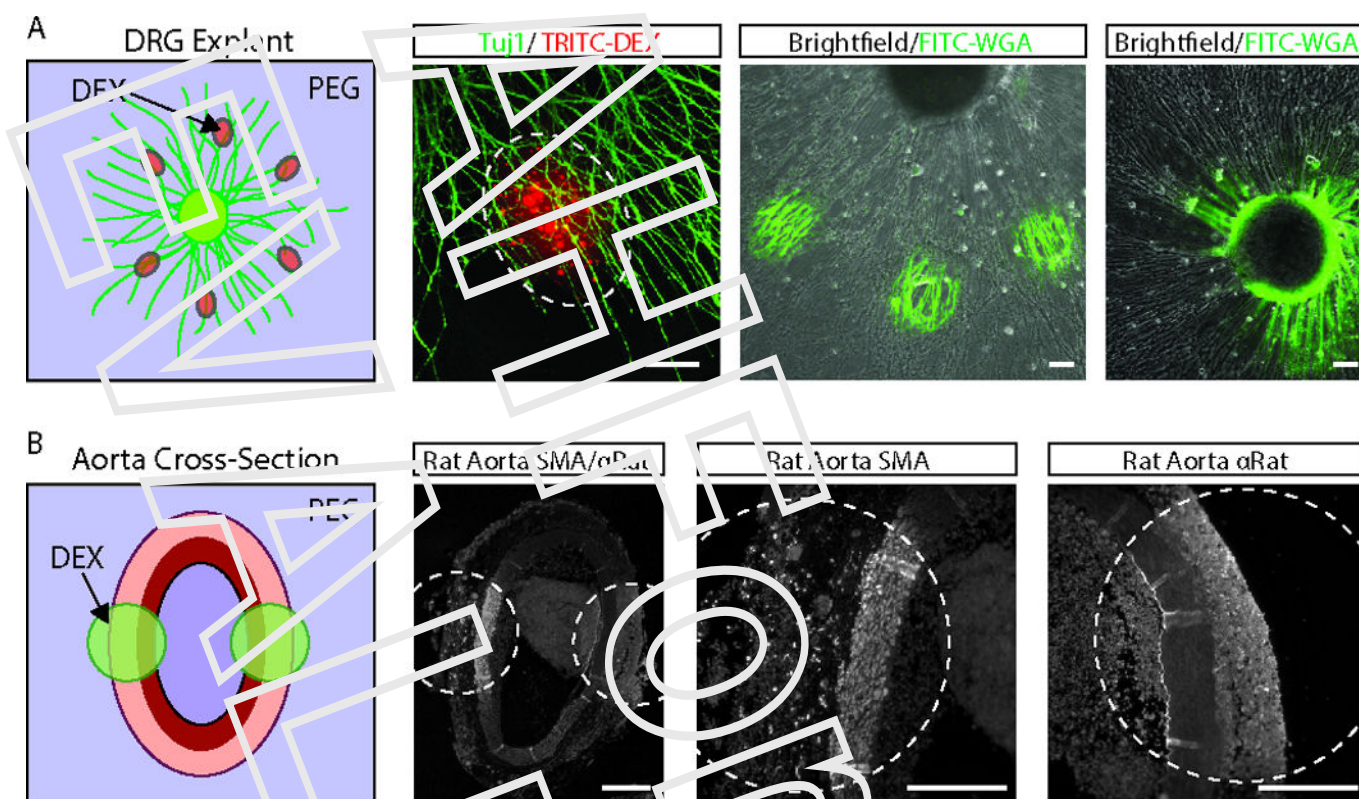 A
DRG Explant
DEX
PEG
Tuj1/ TRITC-DEX
Brightfield/FITC-WGA
Brightfield/FITC-WGA
B
Aorta Cross-Section
DEX
PEG
Rat Aorta SMA/αRat
Rat Aorta SMA
Rat Aorta αRat